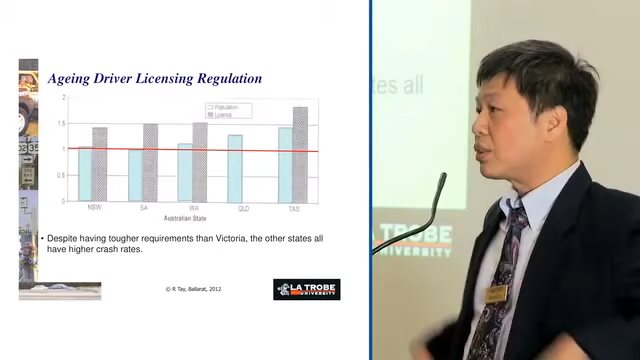 Ageing Driver Licensing Regulation
2
1.5
1
0.5
0
Population
Licence
NSW
SA
WA
QLD
TAS
Australian State
• Despite having tougher requirements than Victoria, the other states all
have higher crash rates.
© R Tay, Ballarat, 2012
LA TROBE
UNIVERSITY
tes all
A TROBE
UNIVERSITY